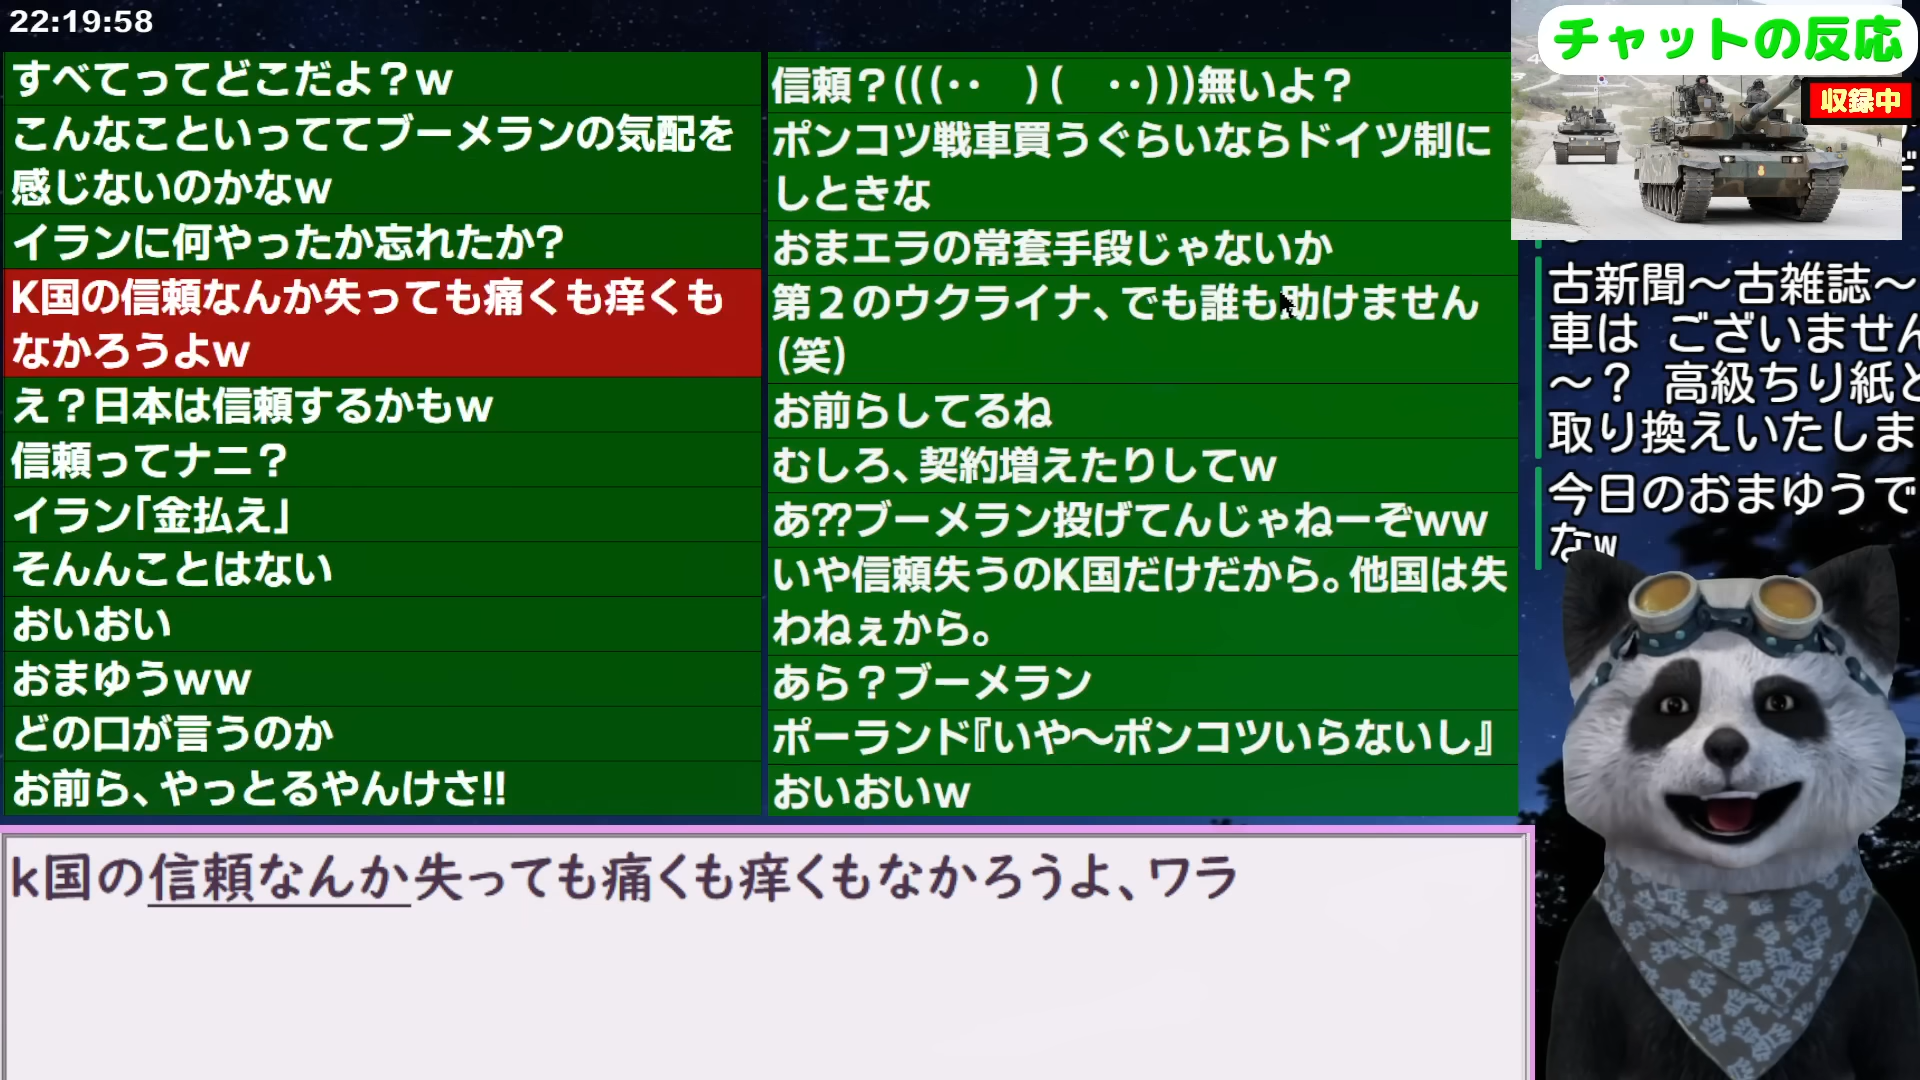 22:19:58
すべてってどこだよ？w
こんなこといっててブーメランの気配を
感じないのかなw
イランに何やったか忘れたか?
K国の信頼なんか失っても痛くも痒くも
なかろうよw
え？日本は信頼するかもw
信頼ってナニ？
イラン｢金払え｣
そんんことはない
おいおい
おまゆうww
どの口が言うのか
お前ら､やっとるやんけさ!!
信頼？(((･･　)(　･･)))無いよ？
ポンコツ戦車買うぐらいならドイツ制に
しときな
おまエラの常套手段じゃないか
第２のウクライナ､でも誰も助けません
(笑)
お前らしてるね
むしろ､契約増えたりしてw
あ??ブーメラン投げてんじゃねーぞww
いや信頼失うのK国だけだから｡他国は失
わねぇから｡
あら？ブーメラン
ポーランド『いや～ポンコツいらないし』
おいおいw
チャットの反応
収録中
古新聞～古雑誌～
車は ございません
～？ 高級ちり紙と
取り換えいたしま
今日のおまゆうで
なw
k国の信頼なんか失っても痛くも痒くもなかろうよ､ワラ